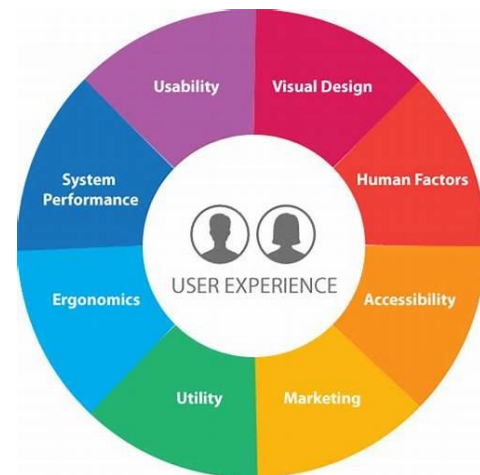 Usability
Visual Design
System
Performance
Human Factors
USER EXPERIENCE
Ergonomics
Accessibility
Utility
Marketing